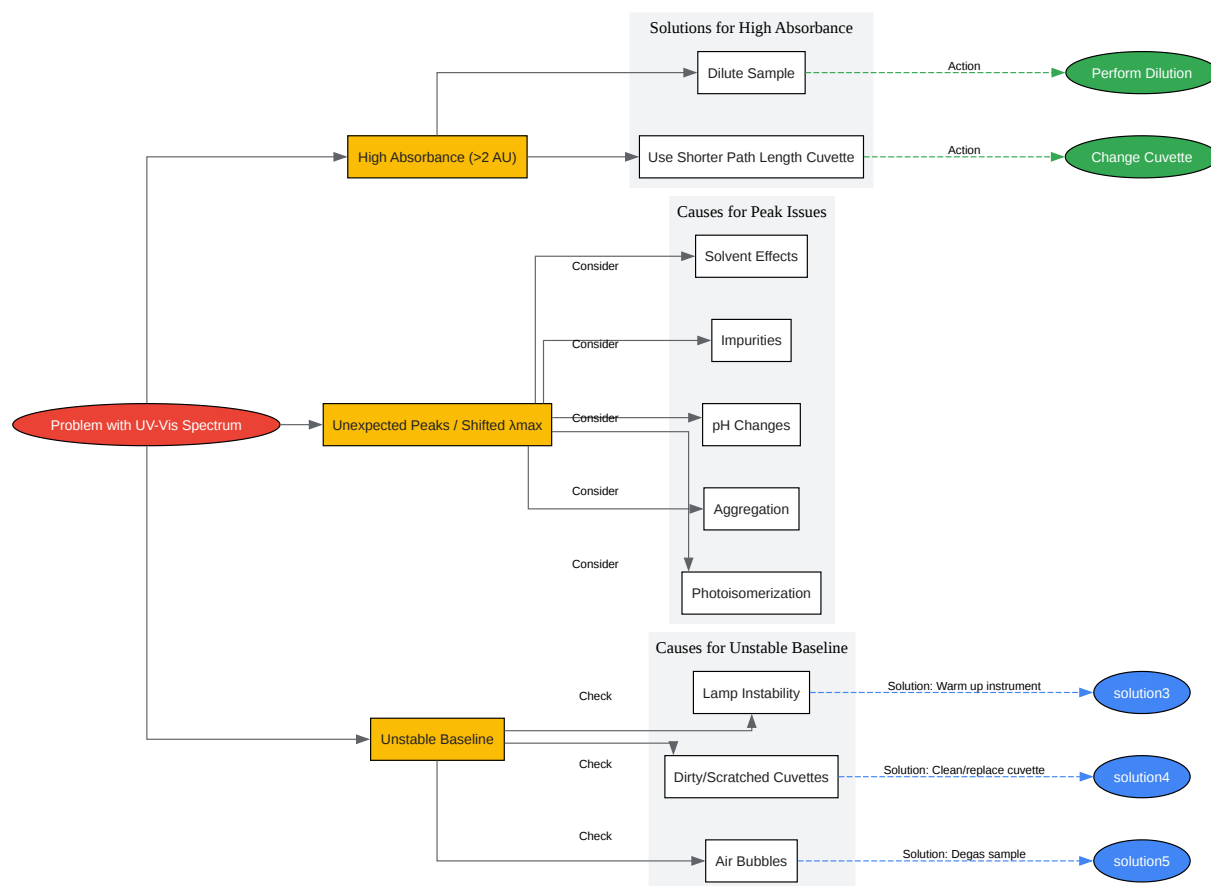 Solutions for High Absorbance
Dilute Sample
Action
Perform Dilution
High Absorbance (>2 AU)
Use Shorter Path Length Cuvette
Action
Change Cuvette
Causes for Peak Issues
Solvent Effects
Consider
Impurities
Consider
Problem with UV-Vis Spectrum
Unexpected Peaks / Shifted λmax
Consider
pH Changes
Consider
Aggregation
Consider
Photoisomerization
Causes for Unstable Baseline
Check
Lamp Instability
Solution: Warm up instrument
solution3
Unstable Baseline
Check
Dirty/Scratched Cuvettes
Solution: Clean/replace cuvette
solution4
Check
Air Bubbles
Solution: Degas sample
solution5